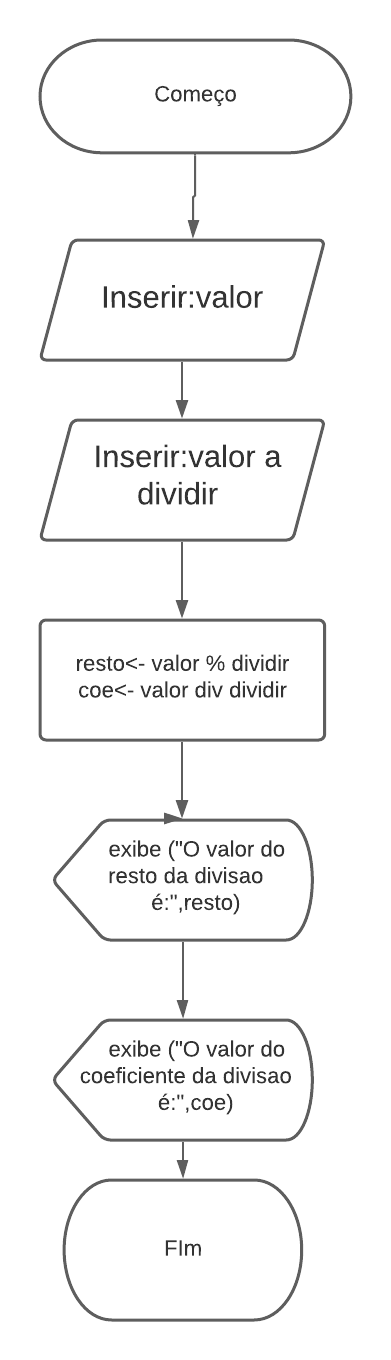 Começo
Inserir:valor
Inserir:valor a
dividir
resto<- valor % dividir
coe<- valor div dividir
exibe ("O valor do
resto da divisao
é:",resto)
exibe ("O valor do
coeficiente da divisao
é:",coe)
FIm